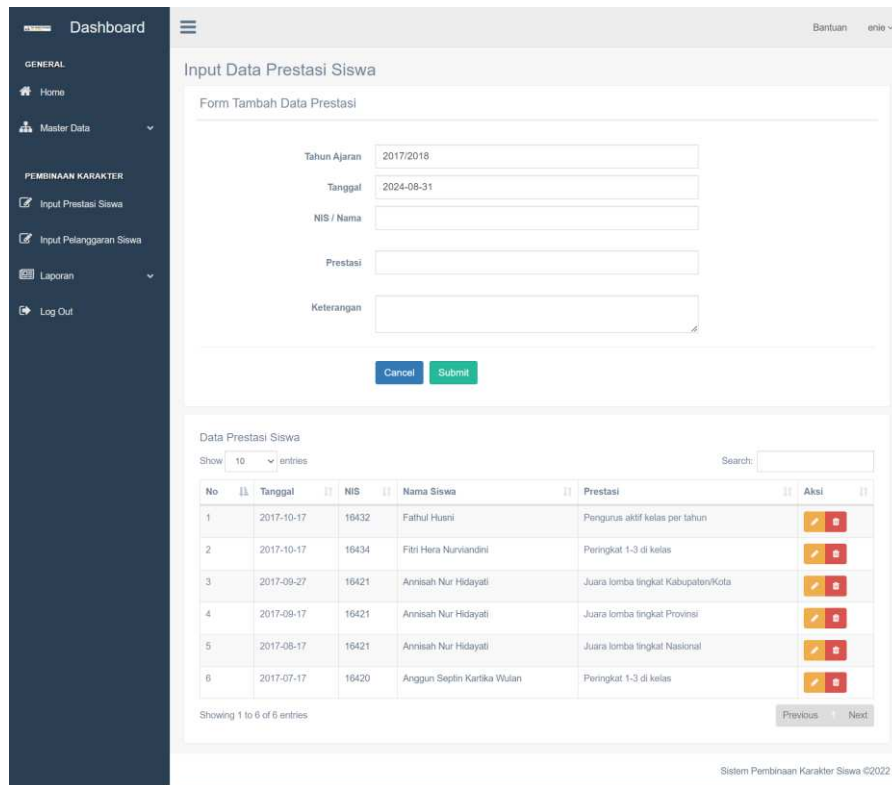 Dashboard
Bantuan enie
GENERAL
Home
Master Data
PEMBINAAN KARAKTER
Input Prestasi Siswa
Input Pelanggaran Siswa
Laporan
Log Out
Input Data Prestasi Siswa
Form Tambah Data Prestasi
Tahun Ajaran 2017/2018
Tanggal 2024-08-31
NIS / Nama
Prestasi
Keterangan
Cancel Submit
Data Prestasi Siswa
Show 10 entries Search:
No Tanggal NIS Nama Siswa Prestasi Aksi
1 2017-10-17 16432 Fathul Husni Pengurus aktif kelas per tahun
2 2017-10-17 16434 Fitri Hera Nurviandini Peringkat 1-3 di kelas
3 2017-09-27 16421 Annisah Nur Hidayati Juara lomba tingkat Kabupaten/Kota
4 2017-09-17 16421 Annisah Nur Hidayati Juara lomba tingkat Provinsi
5 2017-08-17 16421 Annisah Nur Hidayati Juara lomba tingkat Nasional
6 2017-07-17 16420 Anggun Septin Kartika Wulan Peringkat 1-3 di kelas
Showing 1 to 6 of 6 entries Previous 1 Next
Sistem Pembinaan Karakter Siswa ©2022